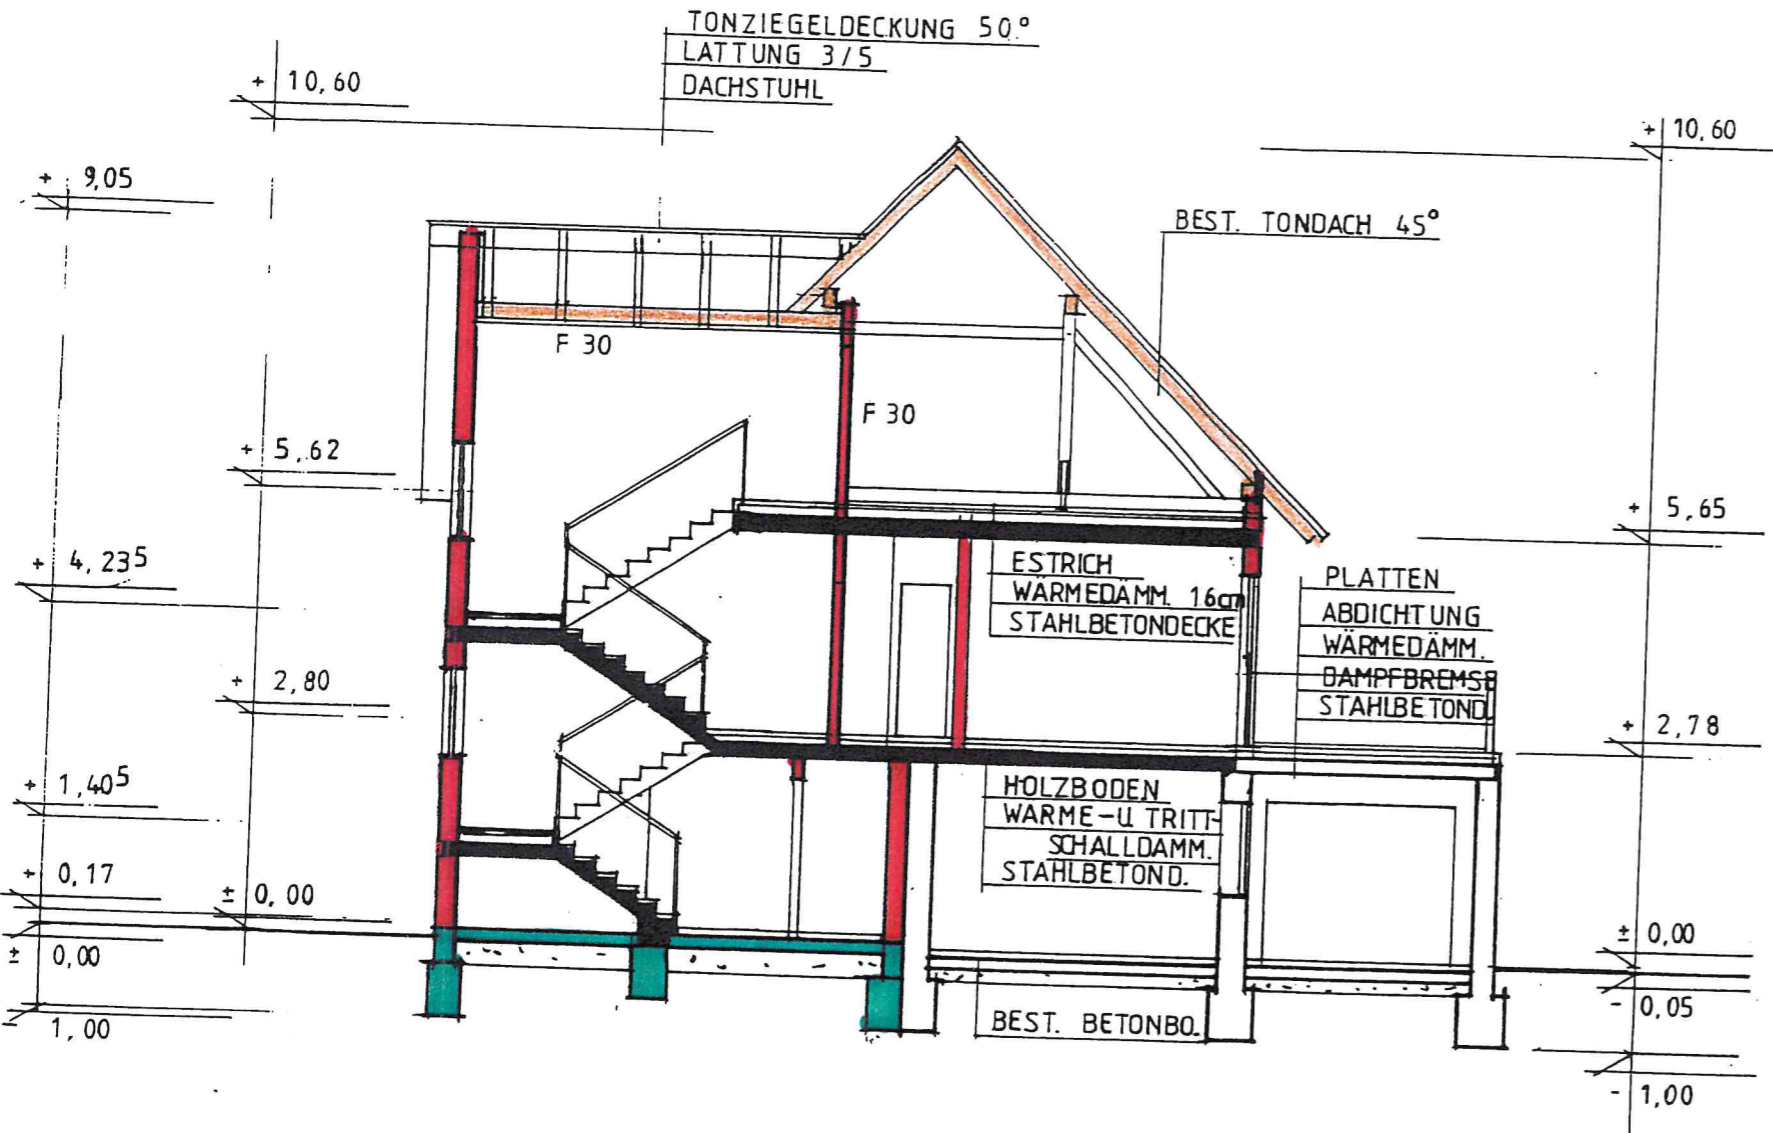 TONZIEGELDECKUNG 50°
LATTUNG 3/5
DACHSTUHL
+ 10,60
+ 10,60
+ 9,05
BEST. TONDACH 45°
F 30
F 30
+ 5,62
+ 5,65
+ 4,23⁵
ESTRICH
WÄRMEDÄMM. 16cm
STAHLBETONDECKE
PLATTEN
ABDICHTUNG
WÄRMEDÄMM.
DAMPFBREMSE
STAHLBETOND.
+ 2,80
+ 2,78
+ 1,40⁵
HOLZBODEN
WARME-U TRITT-
SCHALLDAMM.
STAHLBETOND.
+ 0,17
± 0,00
± 0,00
± 0,00
- 0,05
BEST. BETONBO.
- 1,00
- 1,00